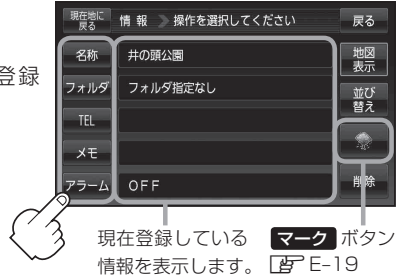 現在地に
戻る
情報 操作を選択してください
戻る
登録
名称
井の頭公園
地図
表示
フォルダ
フォルダ指定なし
並び
替え
TEL
メモ
アラーム
OFF
削除
現在登録している
情報を表示します。
マーク ボタン
E-19